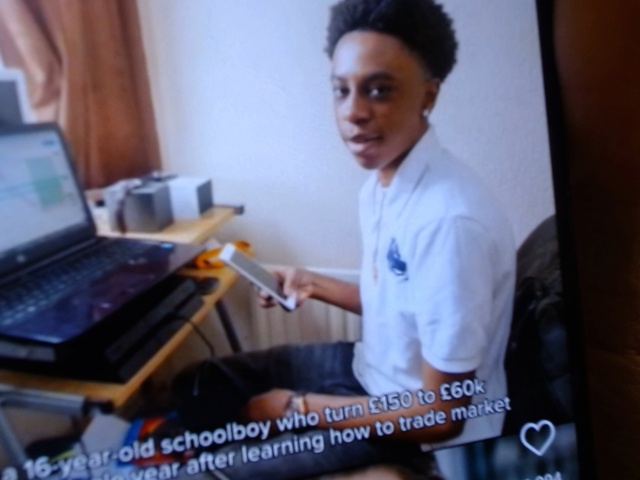 a 16-year-old schoolboy who turn £150 to £60k
year after learning how to trade market